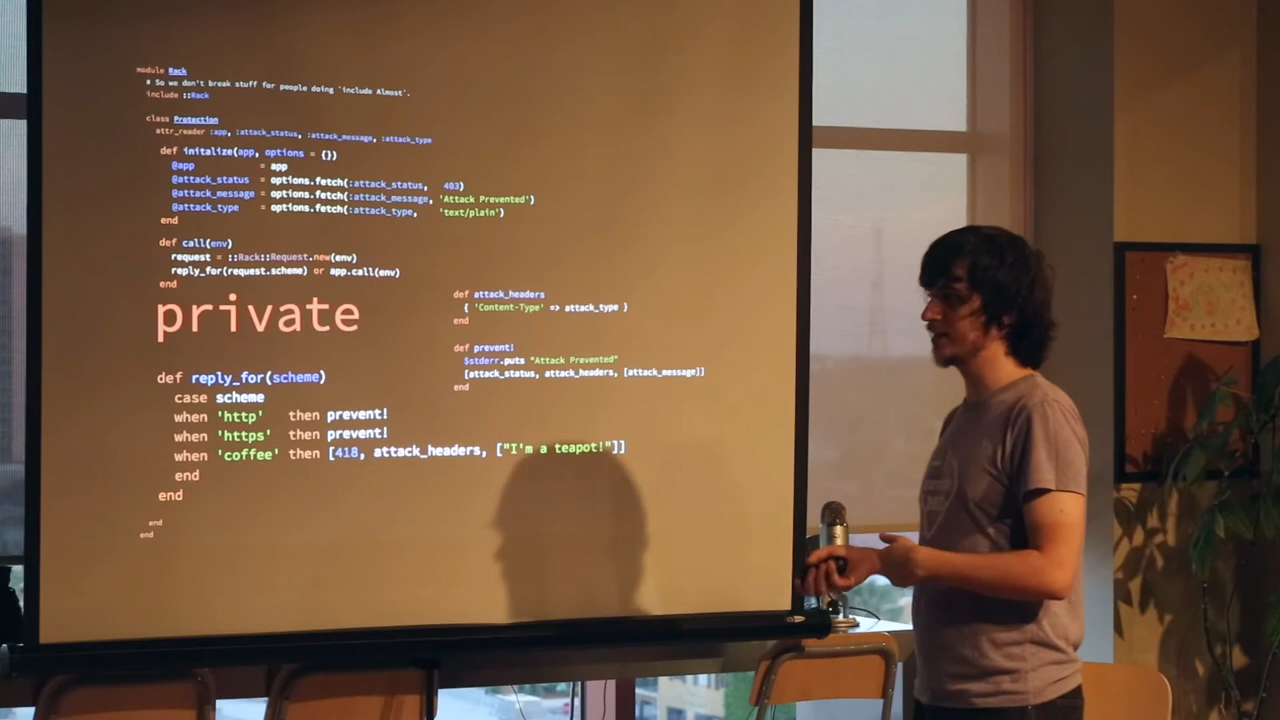 module Rack
# So we don't break stuff for people doing `include Almost`.
include ::Rack
class Protaction
attr_reader :app, :attack_status, :attack_message, :attack_type
def initalize(app, options = {})
@app = app
@attack_status = options.fetch(:attack_status, 403)
@attack_message = options.fetch(:attack_message, 'Attack Prevented')
@attack_type = options.fetch(:attack_type, 'text/plain')
end
def call(env)
request = ::Rack::Request.new(env)
reply_for(request.scheme) or app.call(env)
end
private
def reply_for(scheme)
case scheme
when 'http' then prevent!
when 'https' then prevent!
when 'coffee' then [418, attack_headers, ["I'm a teapot!"]]
end
end
end
end
def attack_headers
{ 'Content-Type' => attack_type }
end
def prevent!
$stderr.puts "Attack Prevented"
[attack_status, attack_headers, [attack_message]]
end